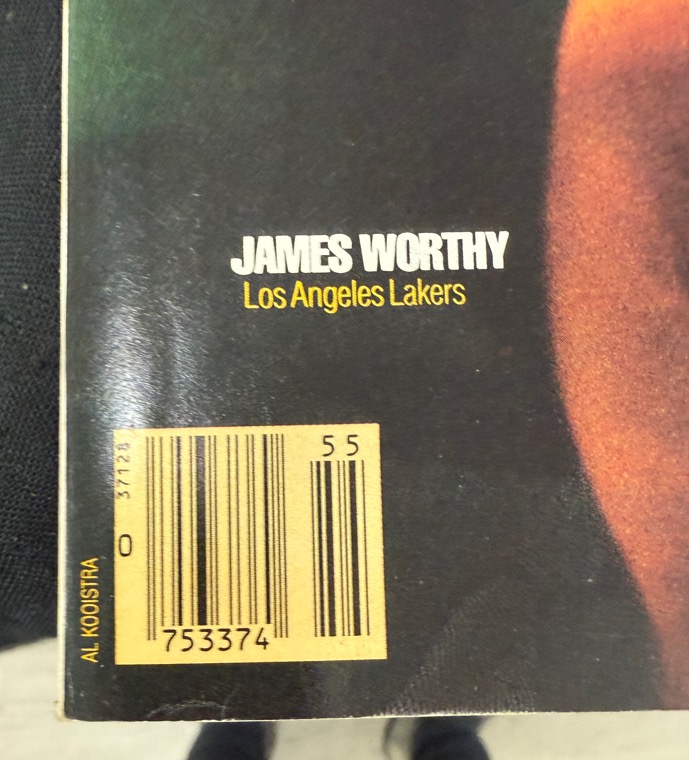 JAMES WORTHY
Los Angeles Lakers
55
37128
0
753374
AL KOOISTRA